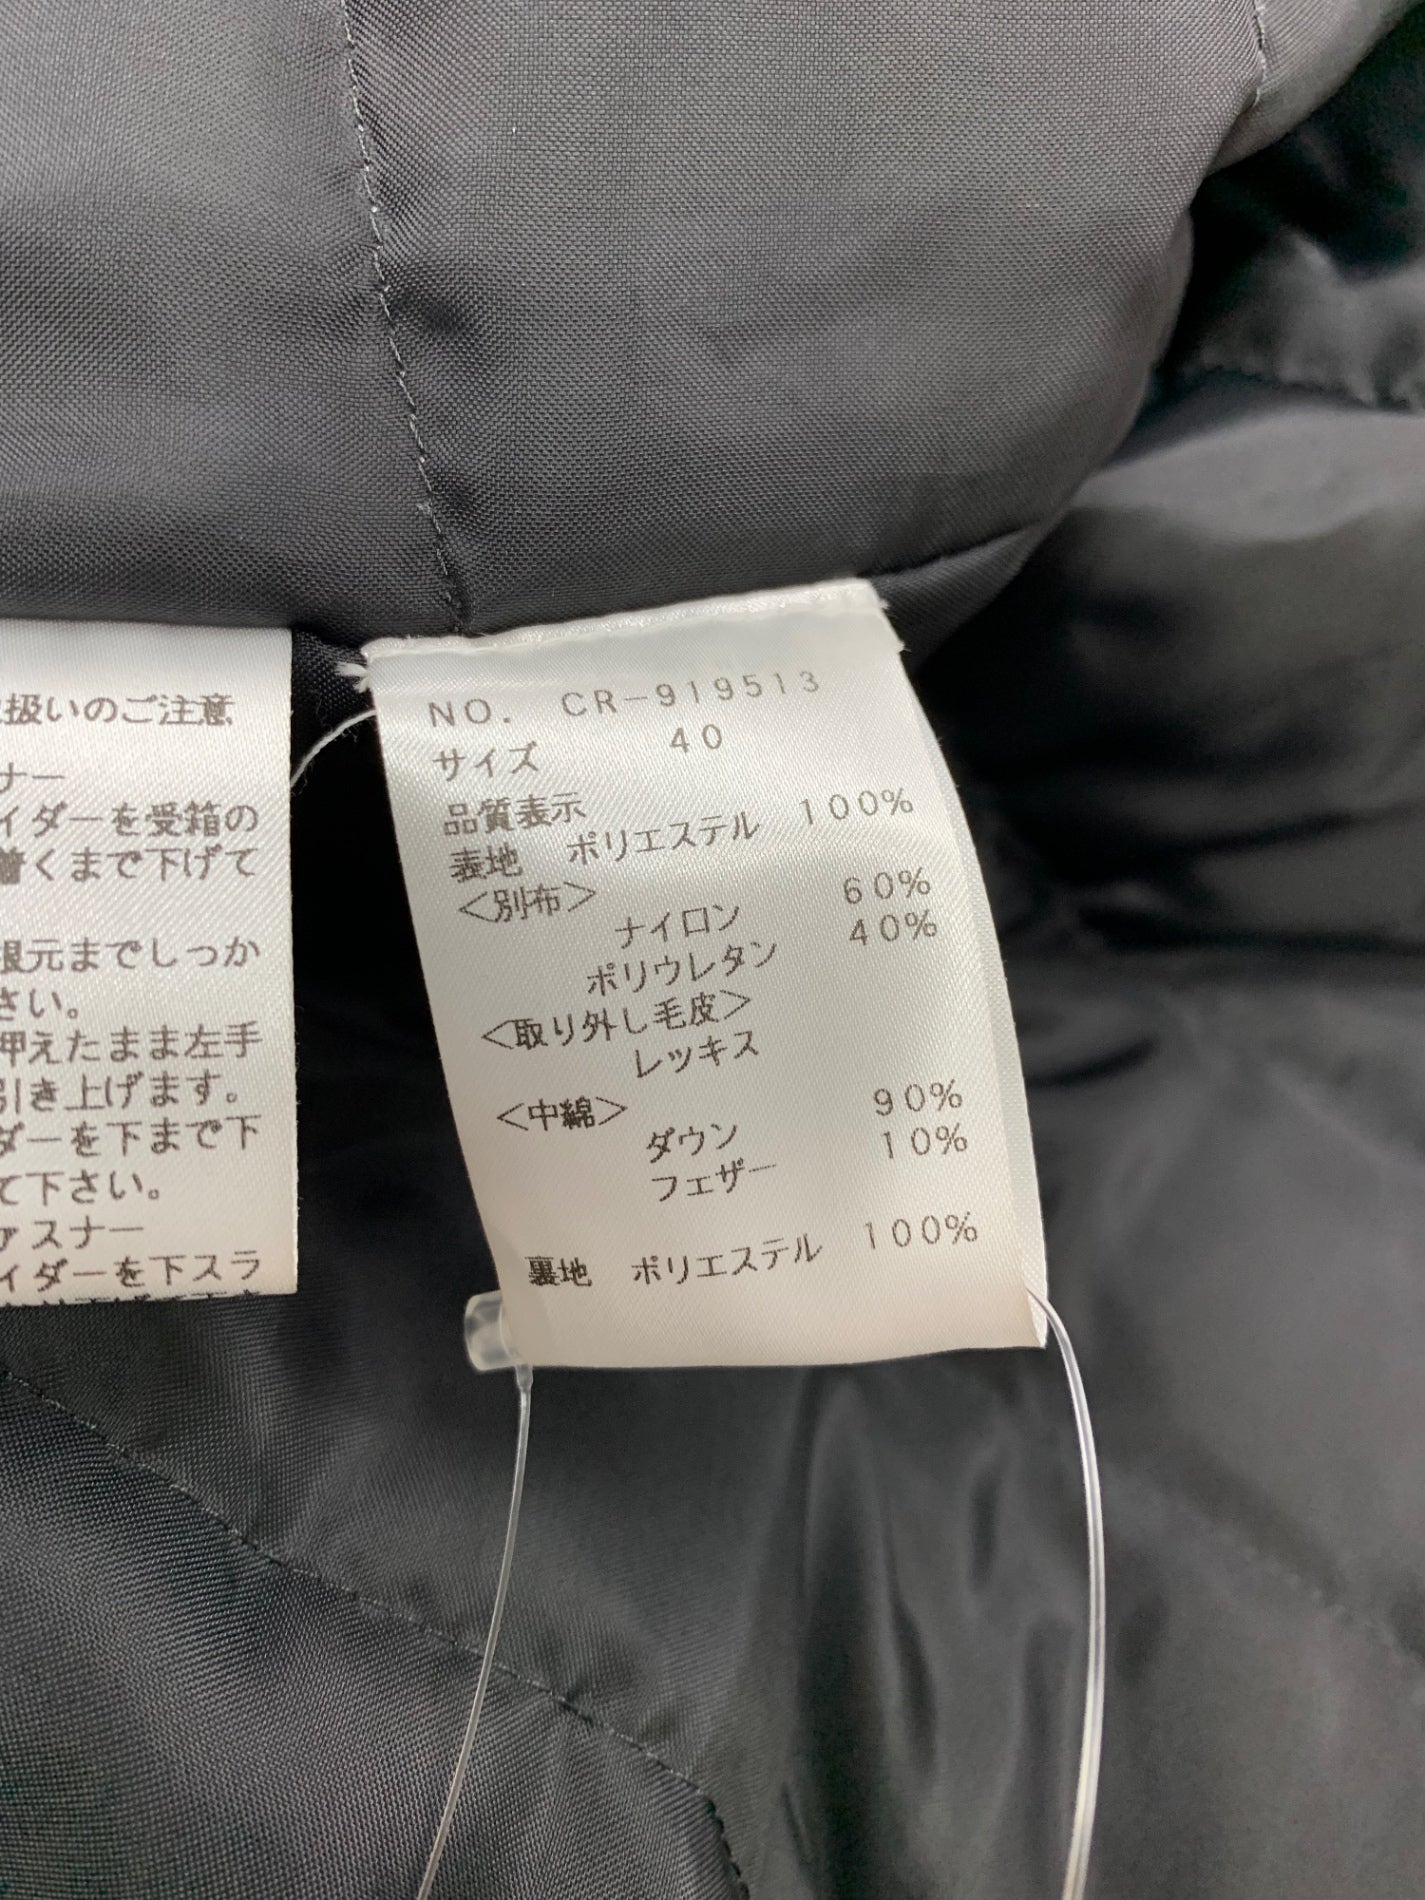 扱いのご注意
ナー
イダーを受箱の
着くまで下げて
根元までしっか
さい。
押えたまま左手
引き上げます。
ダーを下まで下
て下さい。
ァスナー
イダーを下スラ
NO. CR-919513
サイズ 40
品質表示
表地 ポリエステル 100%
<別布>
ナイロン 60%
ポリウレタン 40%
<取り外し毛皮>
レッキス
<中綿>
ダウン 90%
フェザー 10%
裏地 ポリエステル 100%